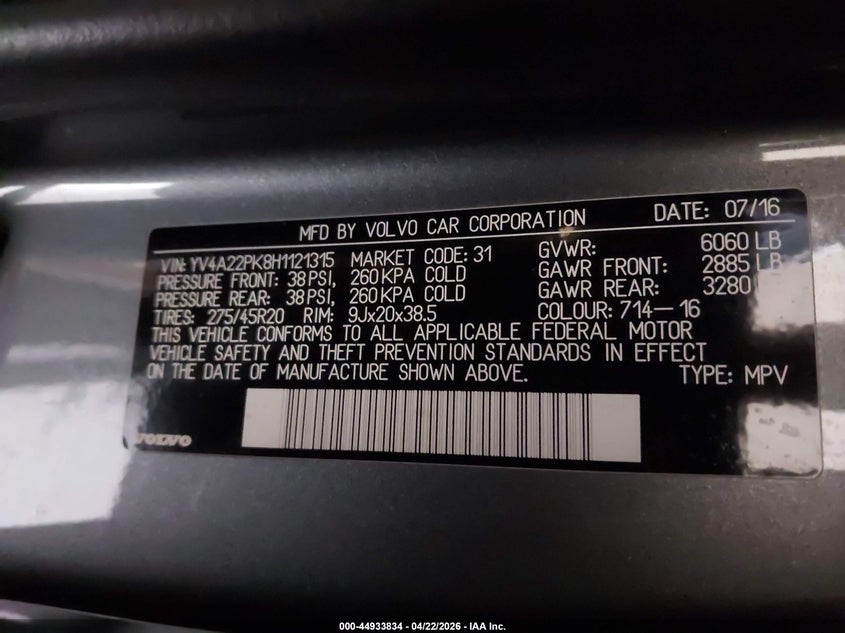 MFD BY VOLVO CAR CORPORATION DATE: 07/16
VIN: YV4A22PK8H1121315 MARKET CODE: 31 GVWR: 6060 LB
PRESSURE FRONT: 38 PSI, 260 KPA COLD GAWR FRONT: 2885 LB
PRESSURE REAR: 38 PSI, 260 KPA COLD GAWR REAR: 3280
TIRES: 275/45R20 RIM: 9Jx20x38.5 COLOUR: 714-16
THIS VEHICLE CONFORMS TO ALL APPLICABLE FEDERAL MOTOR
VEHICLE SAFETY AND THEFT PREVENTION STANDARDS IN EFFECT
ON THE DATE OF MANUFACTURE SHOWN ABOVE. TYPE: MPV
VOLVO
000-44933834 - 04/22/2026 - IAA Inc.